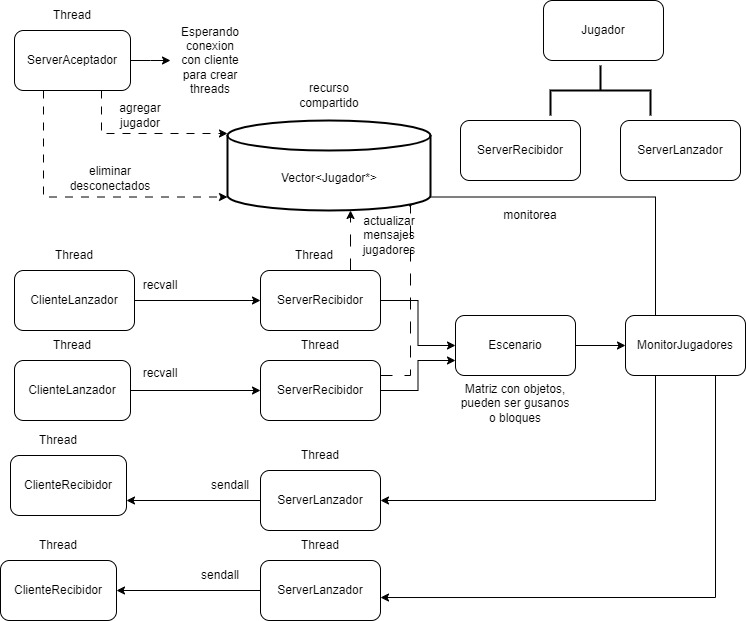 Thread
ServerAceptador
Esperando
conexion
con cliente
para crear
threads
Jugador
ServerRecibidor
ServerLanzador
agregar
jugador
recurso
compartido
eliminar
desconectados
Vector<Jugador*>
actualizar
mensajes
jugadores
monitorea
Thread
ClienteLanzador
recvall
Thread
ServerRecibidor
Thread
ClienteLanzador
recvall
Thread
ServerRecibidor
Escenario
Matriz con objetos,
pueden ser gusanos
o bloques
MonitorJugadores
Thread
ClienteRecibidor
sendall
Thread
ServerLanzador
Thread
ClienteRecibidor
sendall
Thread
ServerLanzador